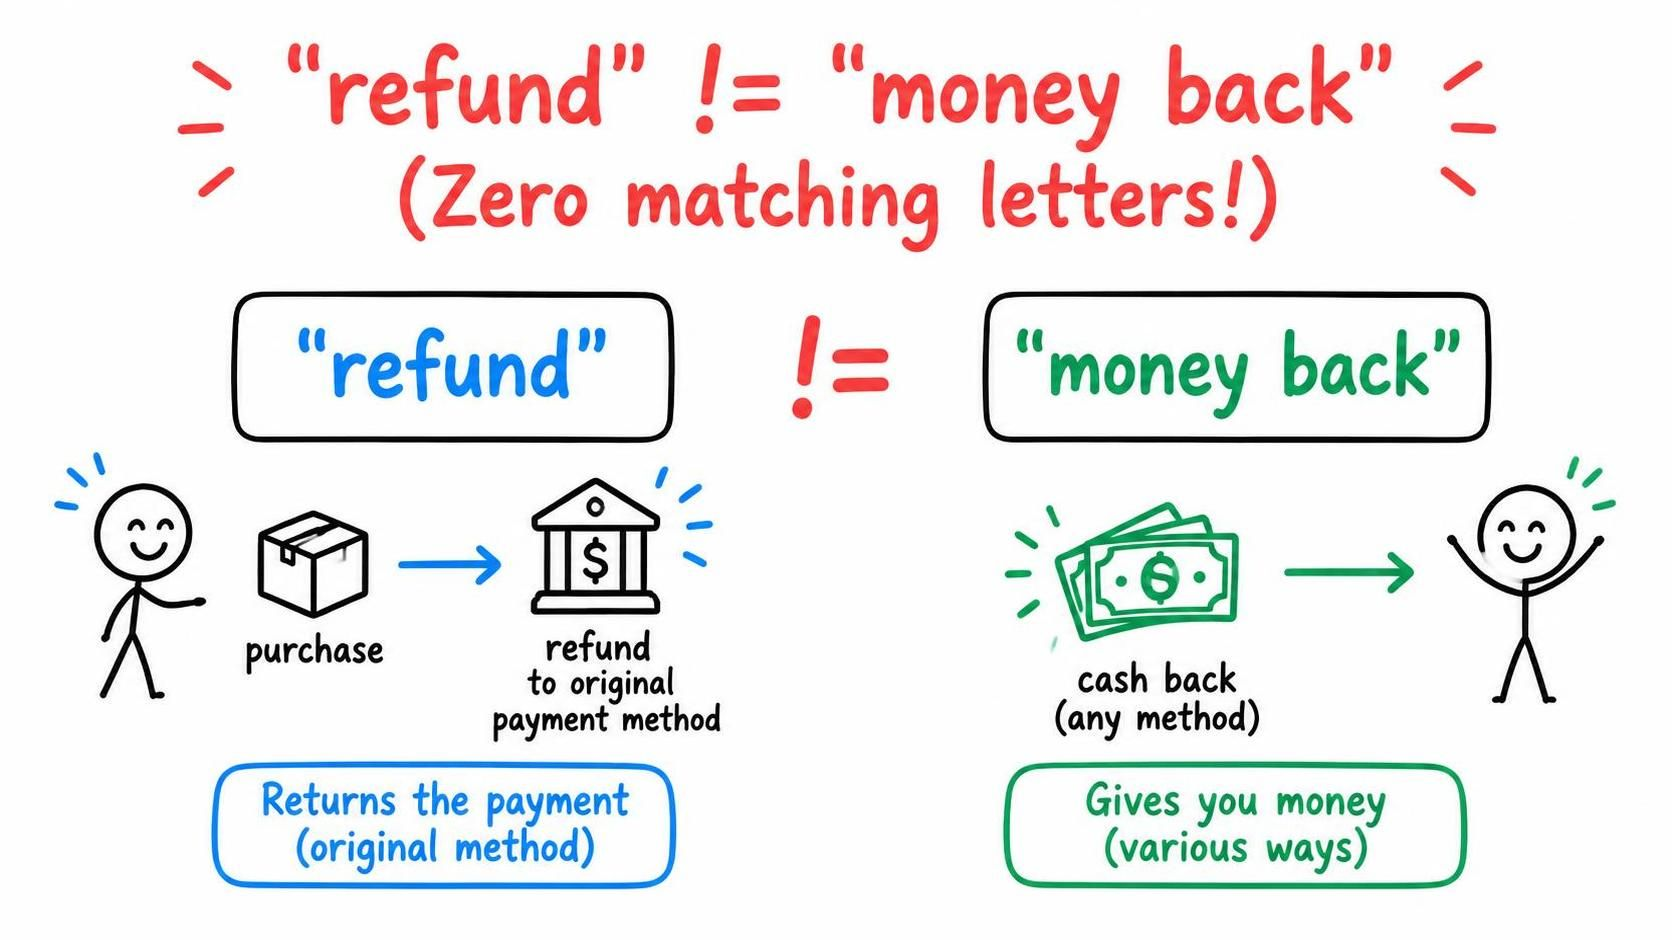 “refund” != “money back”
(Zero matching letters!)
“refund” != “money back”
purchase
refund
to original
payment method
cash back
(any method)
Returns the payment
(original method)
Gives you money
(various ways)